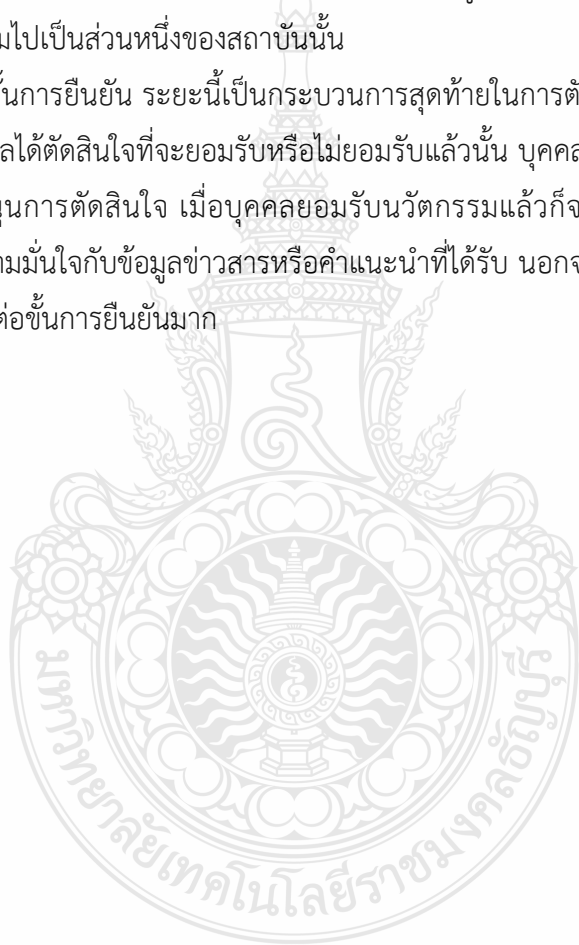 มไปเป็นส่วนหนึ่งของสถาบันนั้น
ั้นการยืนยัน ระยะนี้เป็นกระบวนการสุดท้ายในการตั
ลได้ตัดสินใจที่จะยอมรับหรือไม่ยอมรับแล้วนั้น บุคคล
ุนการตัดสินใจ เมื่อบุคคลยอมรับนวัตกรรมแล้วก็จ
ามมั่นใจกับข้อมูลข่าวสารหรือคำแนะนำที่ได้รับ นอกจ
ต่อขั้นการยืนยันมาก
มหาวิทยาลัยเทคโนโลยีราชมงคลธัญบุรี